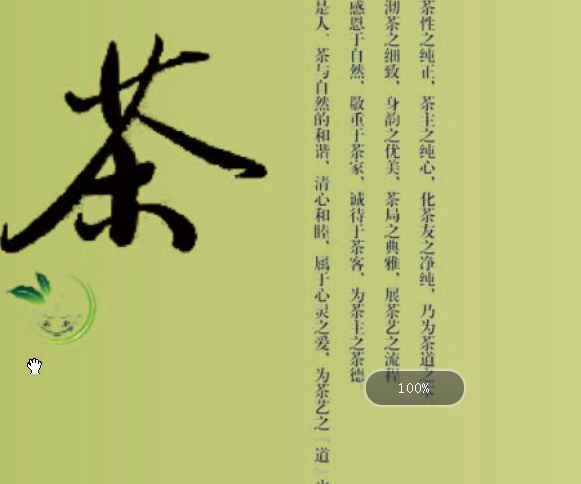 茶性之纯正、茶主之纯心、化茶友之净纯、乃为茶道之
沏茶之细致、身韵之优美、茶局之典雅、展茶艺之流程
感恩于自然、敬重于茶家、诚待于茶客、为茶主之茶德
是人、茶与自然的和谐、清心和睦、属于心灵之爱、为茶艺之「道」
茶
100%